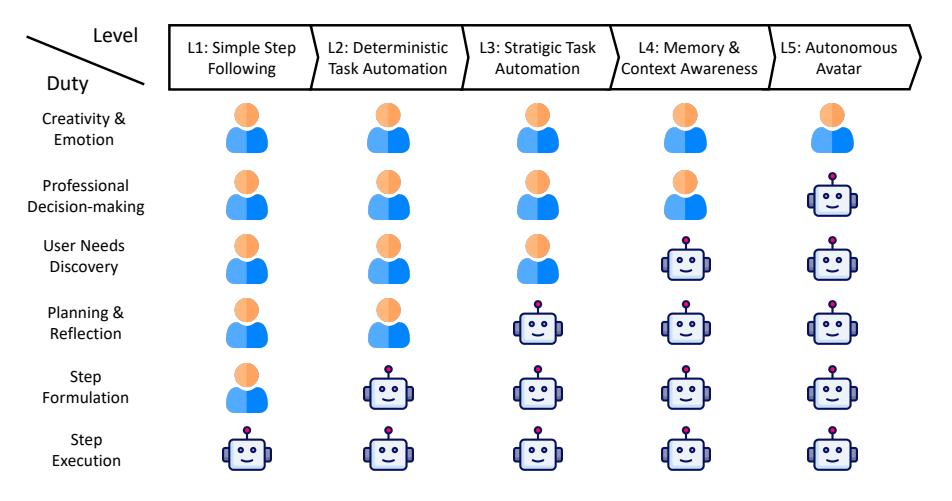 Level
Duty
L1: Simple Step
Following
L2: Deterministic
Task Automation
L3: Stratigic Task
Automation
L4: Memory &
Context Awareness
L5: Autonomous
Avatar
Creativity &
Emotion
Professional
Decision-making
User Needs
Discovery
Planning &
Reflection
Step
Formulation
Step
Execution